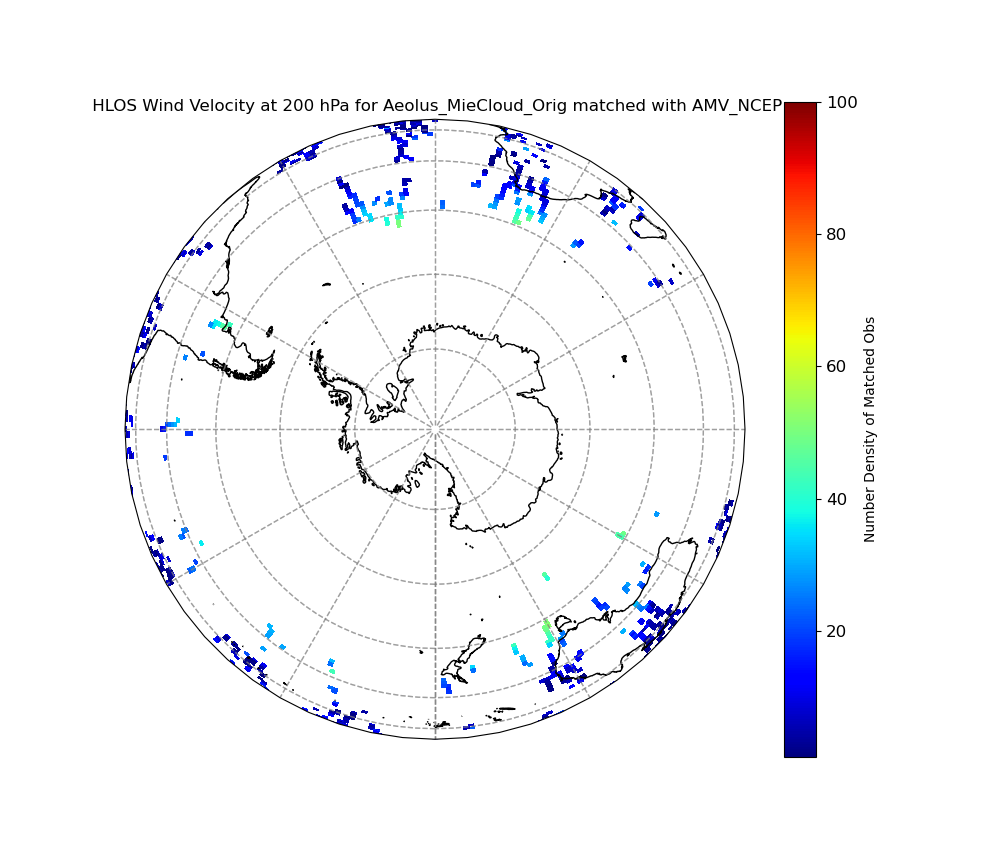 HLOS Wind Velocity at 200 hPa for Aeolus_MieCloud_Orig matched with AMV_NCEP
100
80
60
40
20
Number Density of Matched Obs